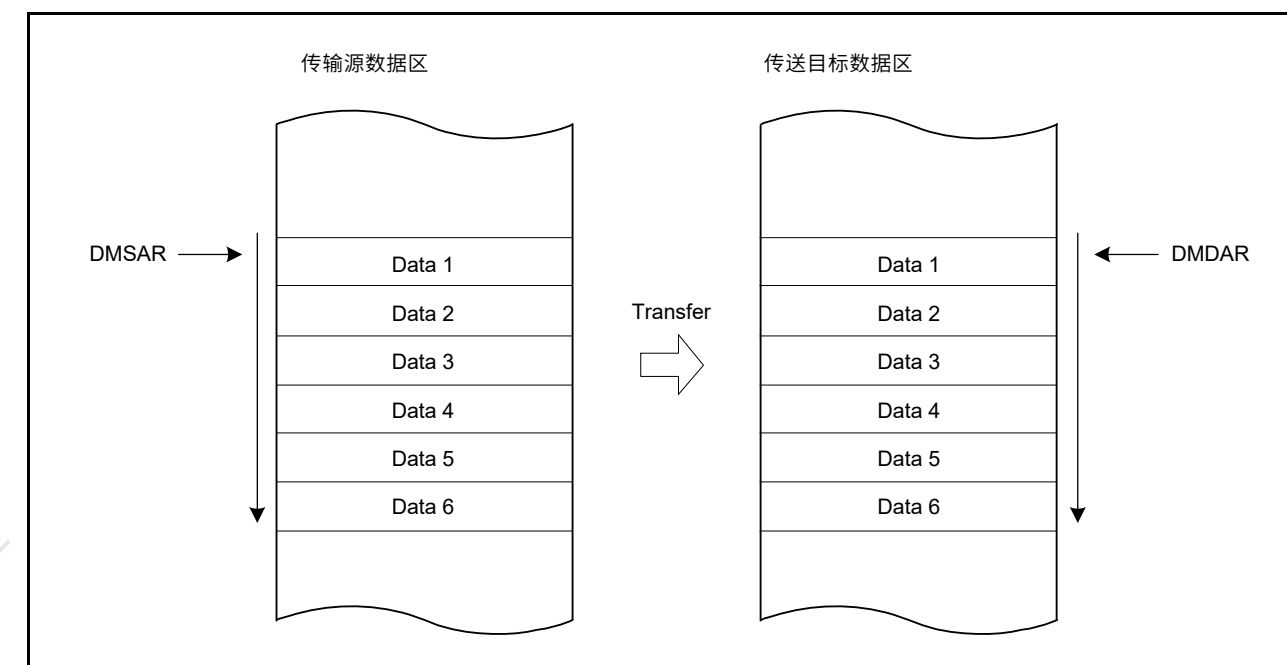 传输源数据区
传送目标数据区
DMSAR
Data 1
Data 2
Data 3
Data 4
Data 5
Data 6
Transfer
Data 1
Data 2
Data 3
Data 4
Data 5
Data 6
DMDAR